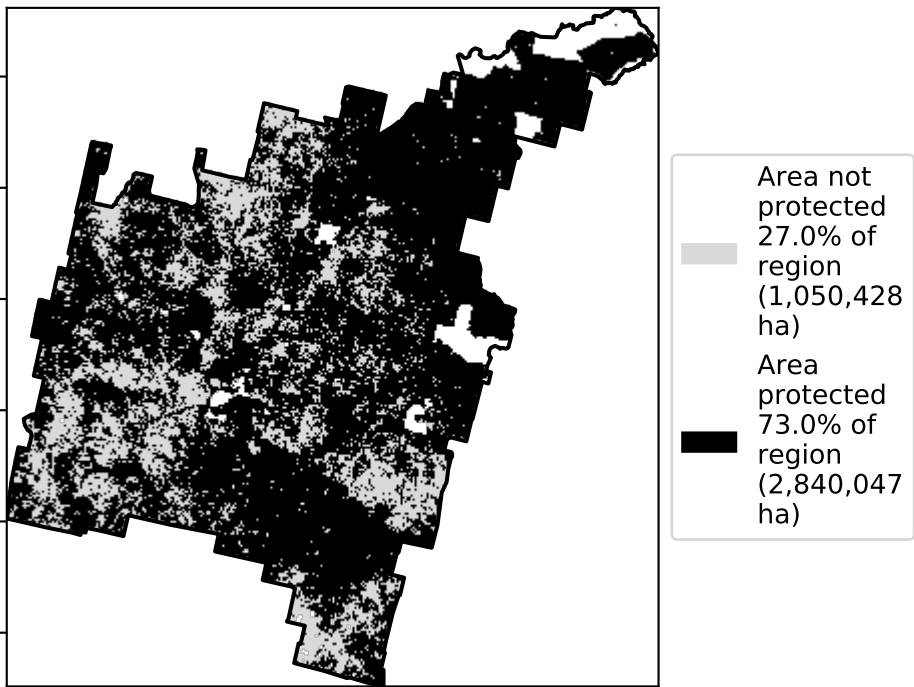 Area not
protected
27.0% of
region
(1,050,428
ha)
Area
protected
73.0% of
region
(2,840,047
ha)